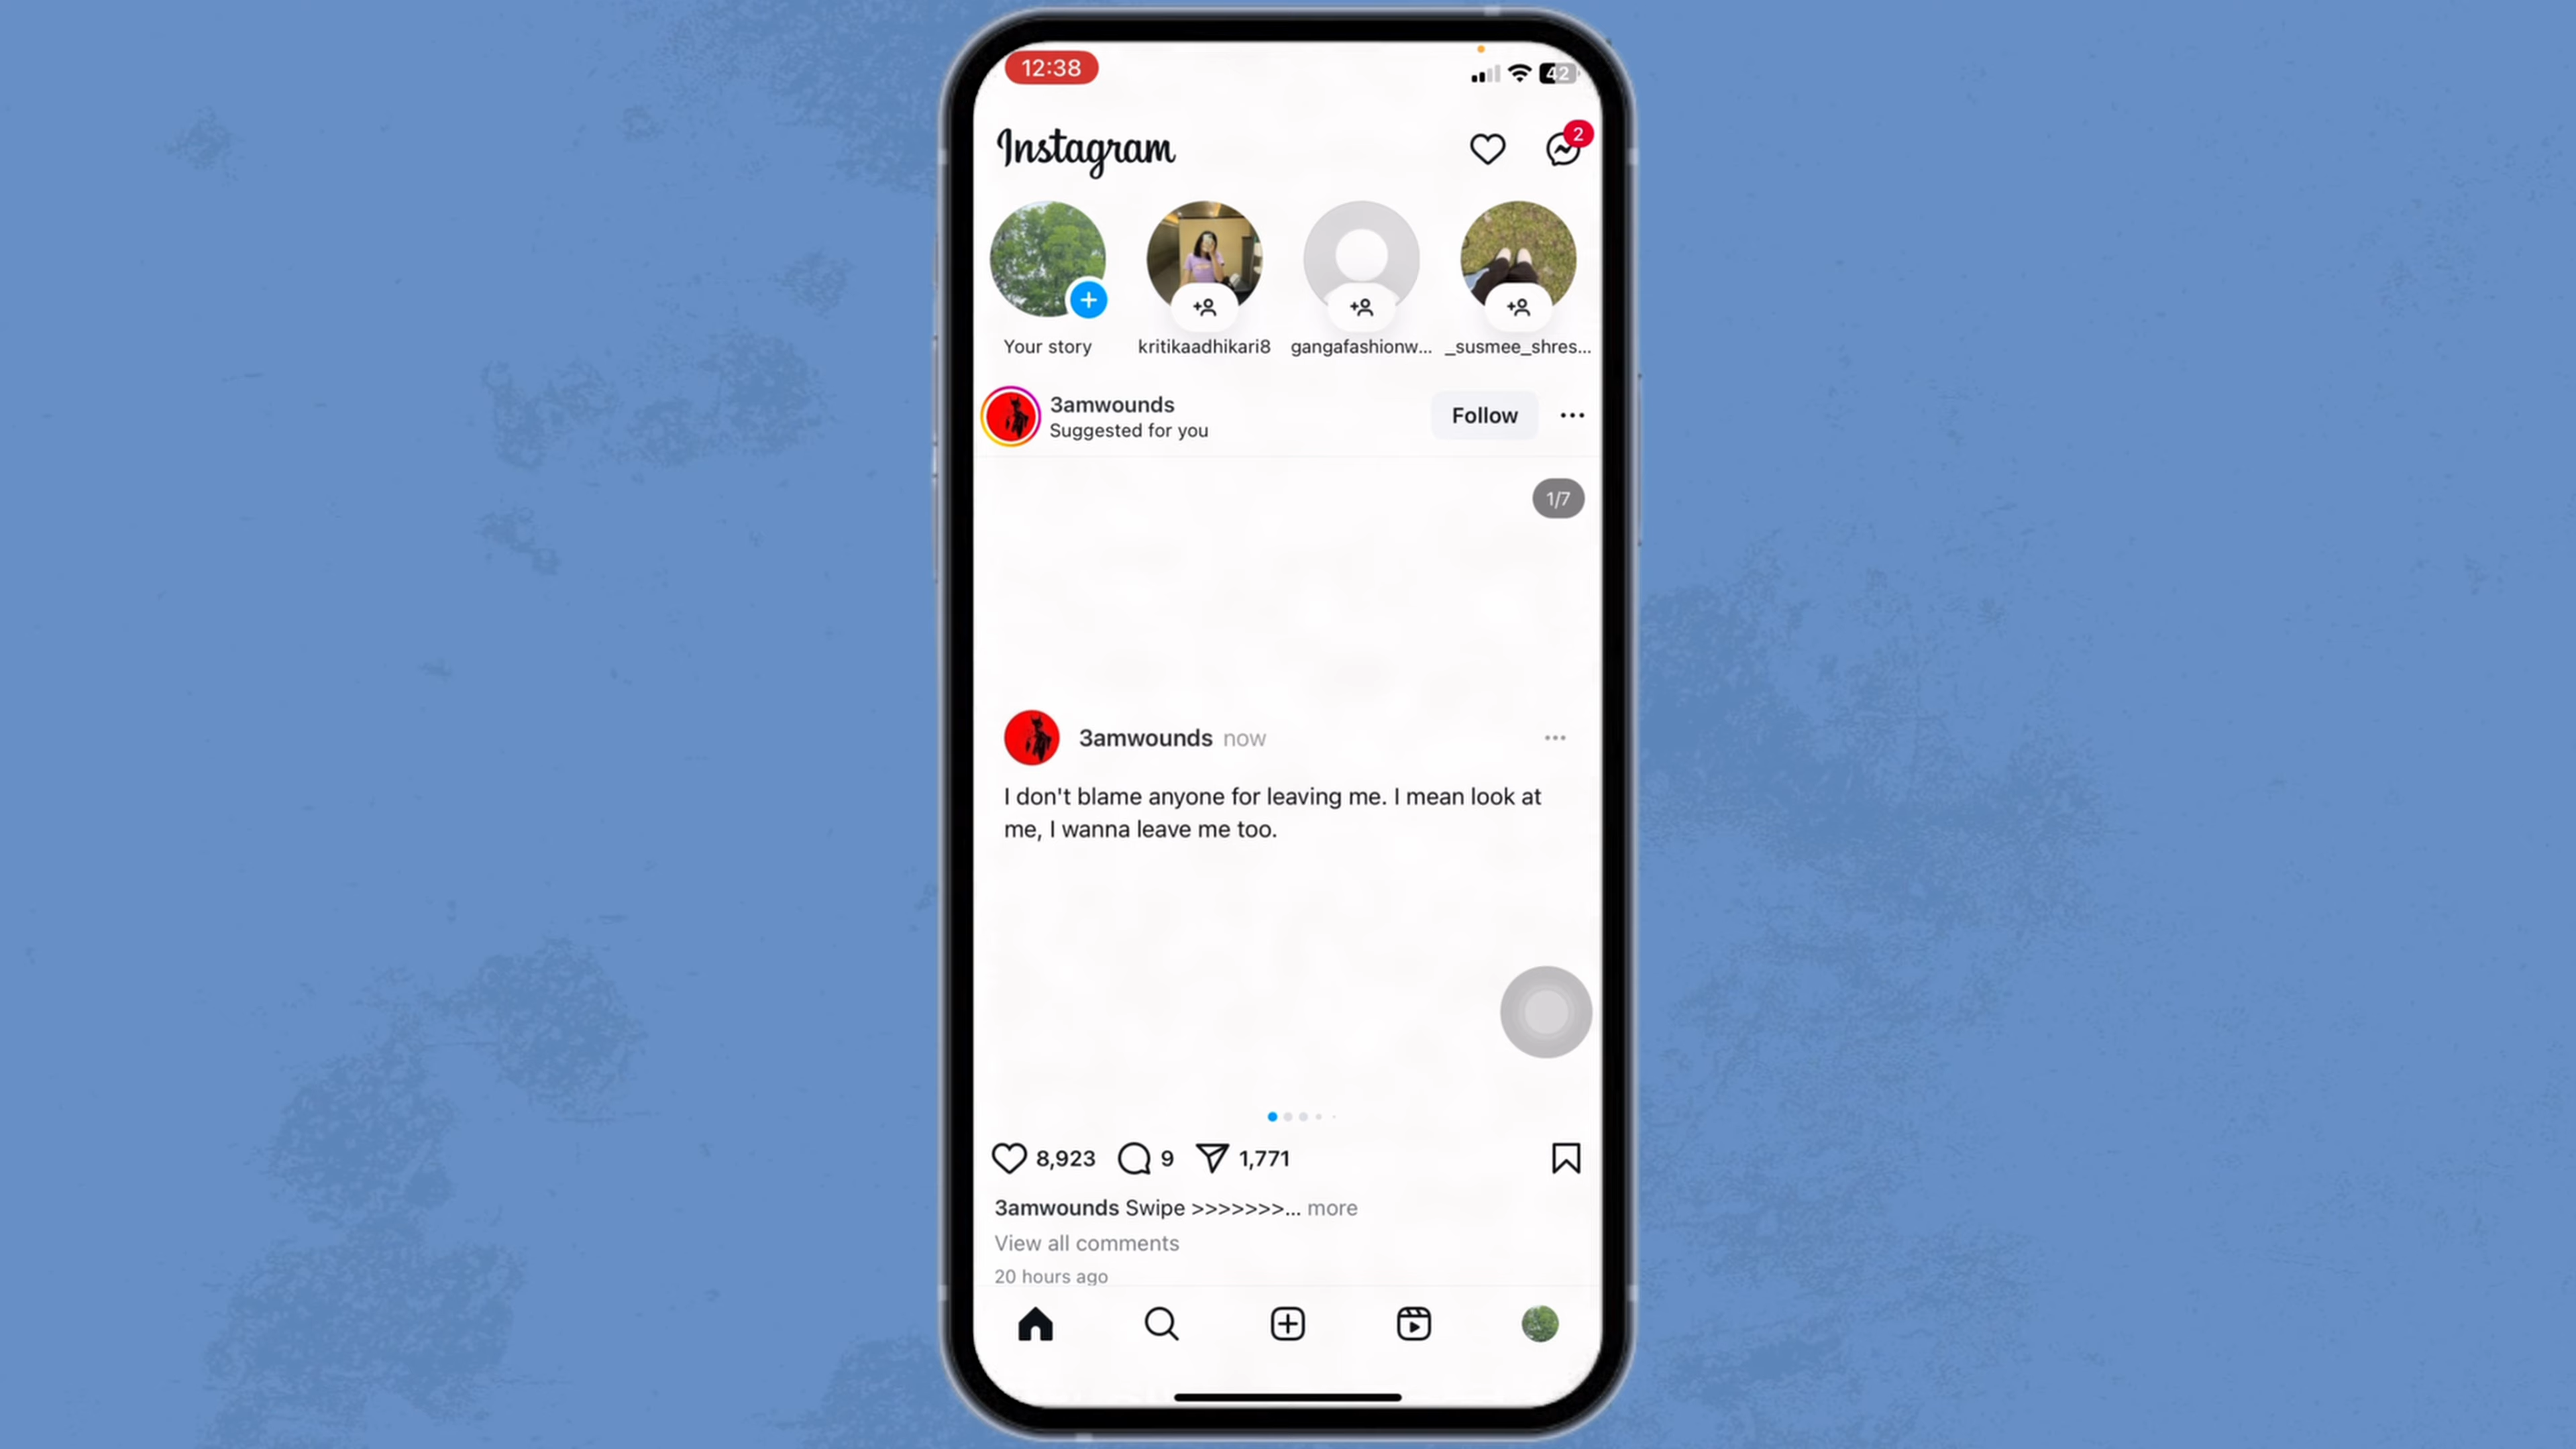 12:38
42
Instagram
2
Your story
kritikaadhikari8
gangafashionw...
_susmee_shres...
3amwounds
Suggested for you
Follow
1/7
3amwounds now
I don't blame anyone for leaving me. I mean look at
me, I wanna leave me too.
8,923
9
1,771
3amwounds Swipe >>>>>>>... more
View all comments
20 hours ago